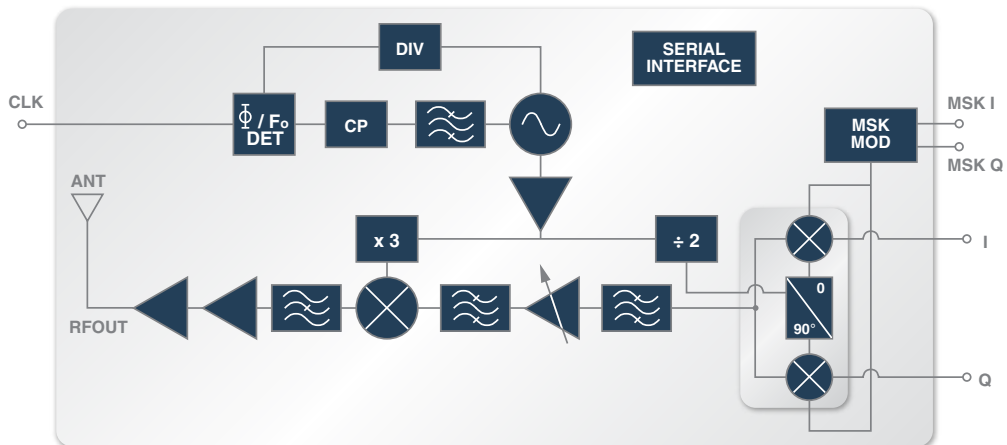 DIV
SERIAL
INTERFACE
CLK
Φ / Fo
DET
CP
MSK
MOD
MSK I
MSK Q
ANT
x 3
÷ 2
I
0
90°
RFOUT
Q